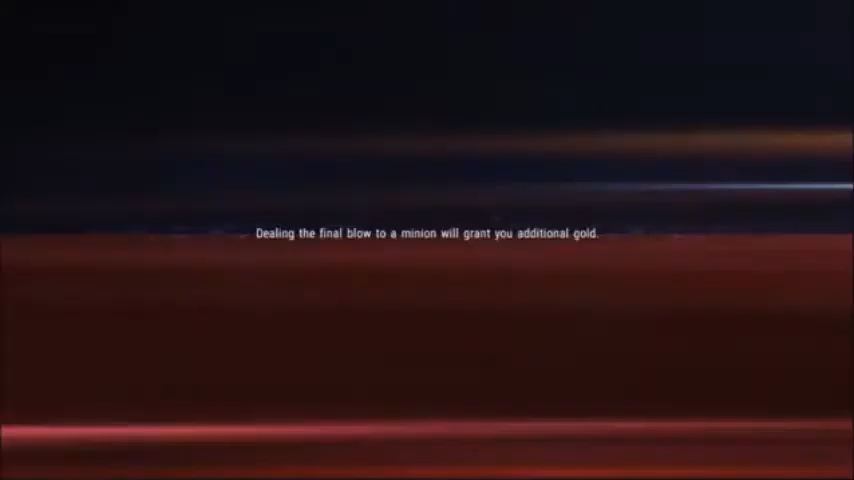 Dealing the final blow to a minion will grant you additional gold.